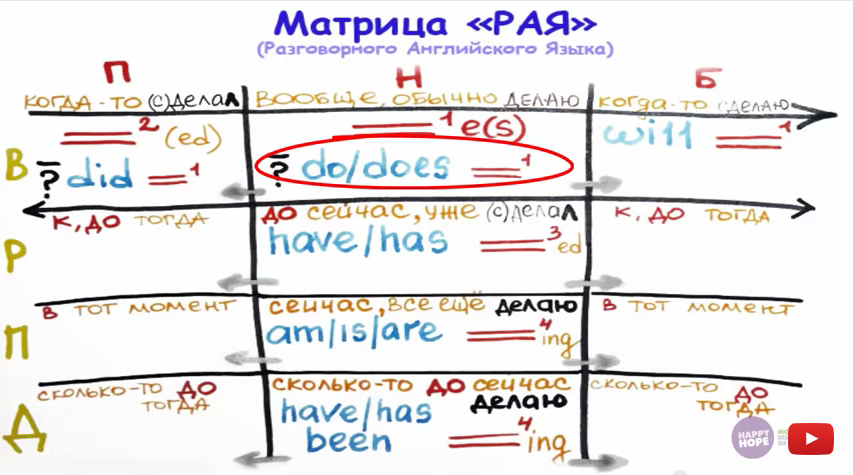 Матрица «РАЯ»
(Разговорного Английского Языка)
П Н Б
когда-то (с)делал вообще, обычно делаю когда-то сделаю
2 (ed) 1 e(s) will 1
В ? did 1 ? do/does 1
к, до тогда до сейчас, уже (с)делал к, до тогда
Р have/has 3 ed
в тот момент сейчас, все ещё делаю в тот момент
П am/is/are 4 ing
сколько-то до тогда сколько-то до сейчас делаю сколько-то до тогда
Д have/has been 4 ing
HAPPY HOPE